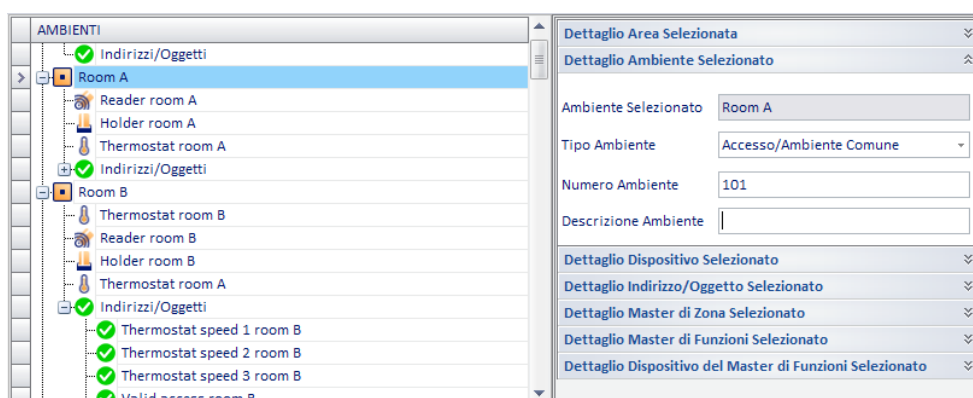 AMBIENTI
Indirizzi/Oggetti
Room A
Reader room A
Holder room A
Thermostat room A
Indirizzi/Oggetti
Room B
Thermostat room B
Reader room B
Holder room B
Thermostat room A
Indirizzi/Oggetti
Thermostat speed 1 room B
Thermostat speed 2 room B
Thermostat speed 3 room B
Valid access room B
Dettaglio Area Selezionata
Dettaglio Ambiente Selezionato
Ambiente Selezionato Room A
Tipo Ambiente Accesso/Ambiente Comune
Numero Ambiente 101
Descrizione Ambiente
Dettaglio Dispositivo Selezionato
Dettaglio Indirizzo/Oggetto Selezionato
Dettaglio Master di Zona Selezionato
Dettaglio Master di Funzioni Selezionato
Dettaglio Dispositivo del Master di Funzioni Selezionato